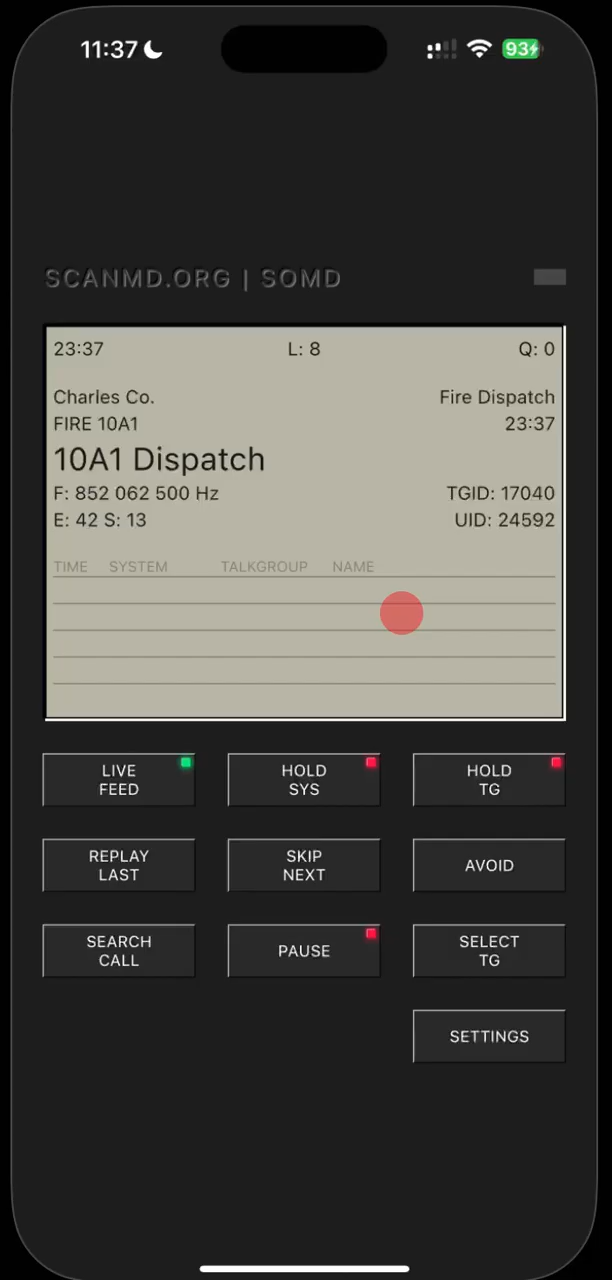 11:37
93
SCANMD.ORG | SOMD
23:37 L: 8 Q: 0
Charles Co. Fire Dispatch
FIRE 10A1 23:37
10A1 Dispatch
F: 852 062 500 Hz TGID: 17040
E: 42 S: 13 UID: 24592
TIME SYSTEM TALKGROUP NAME
LIVE
FEED
HOLD
SYS
HOLD
TG
REPLAY
LAST
SKIP
NEXT
AVOID
SEARCH
CALL
PAUSE
SELECT
TG
SETTINGS